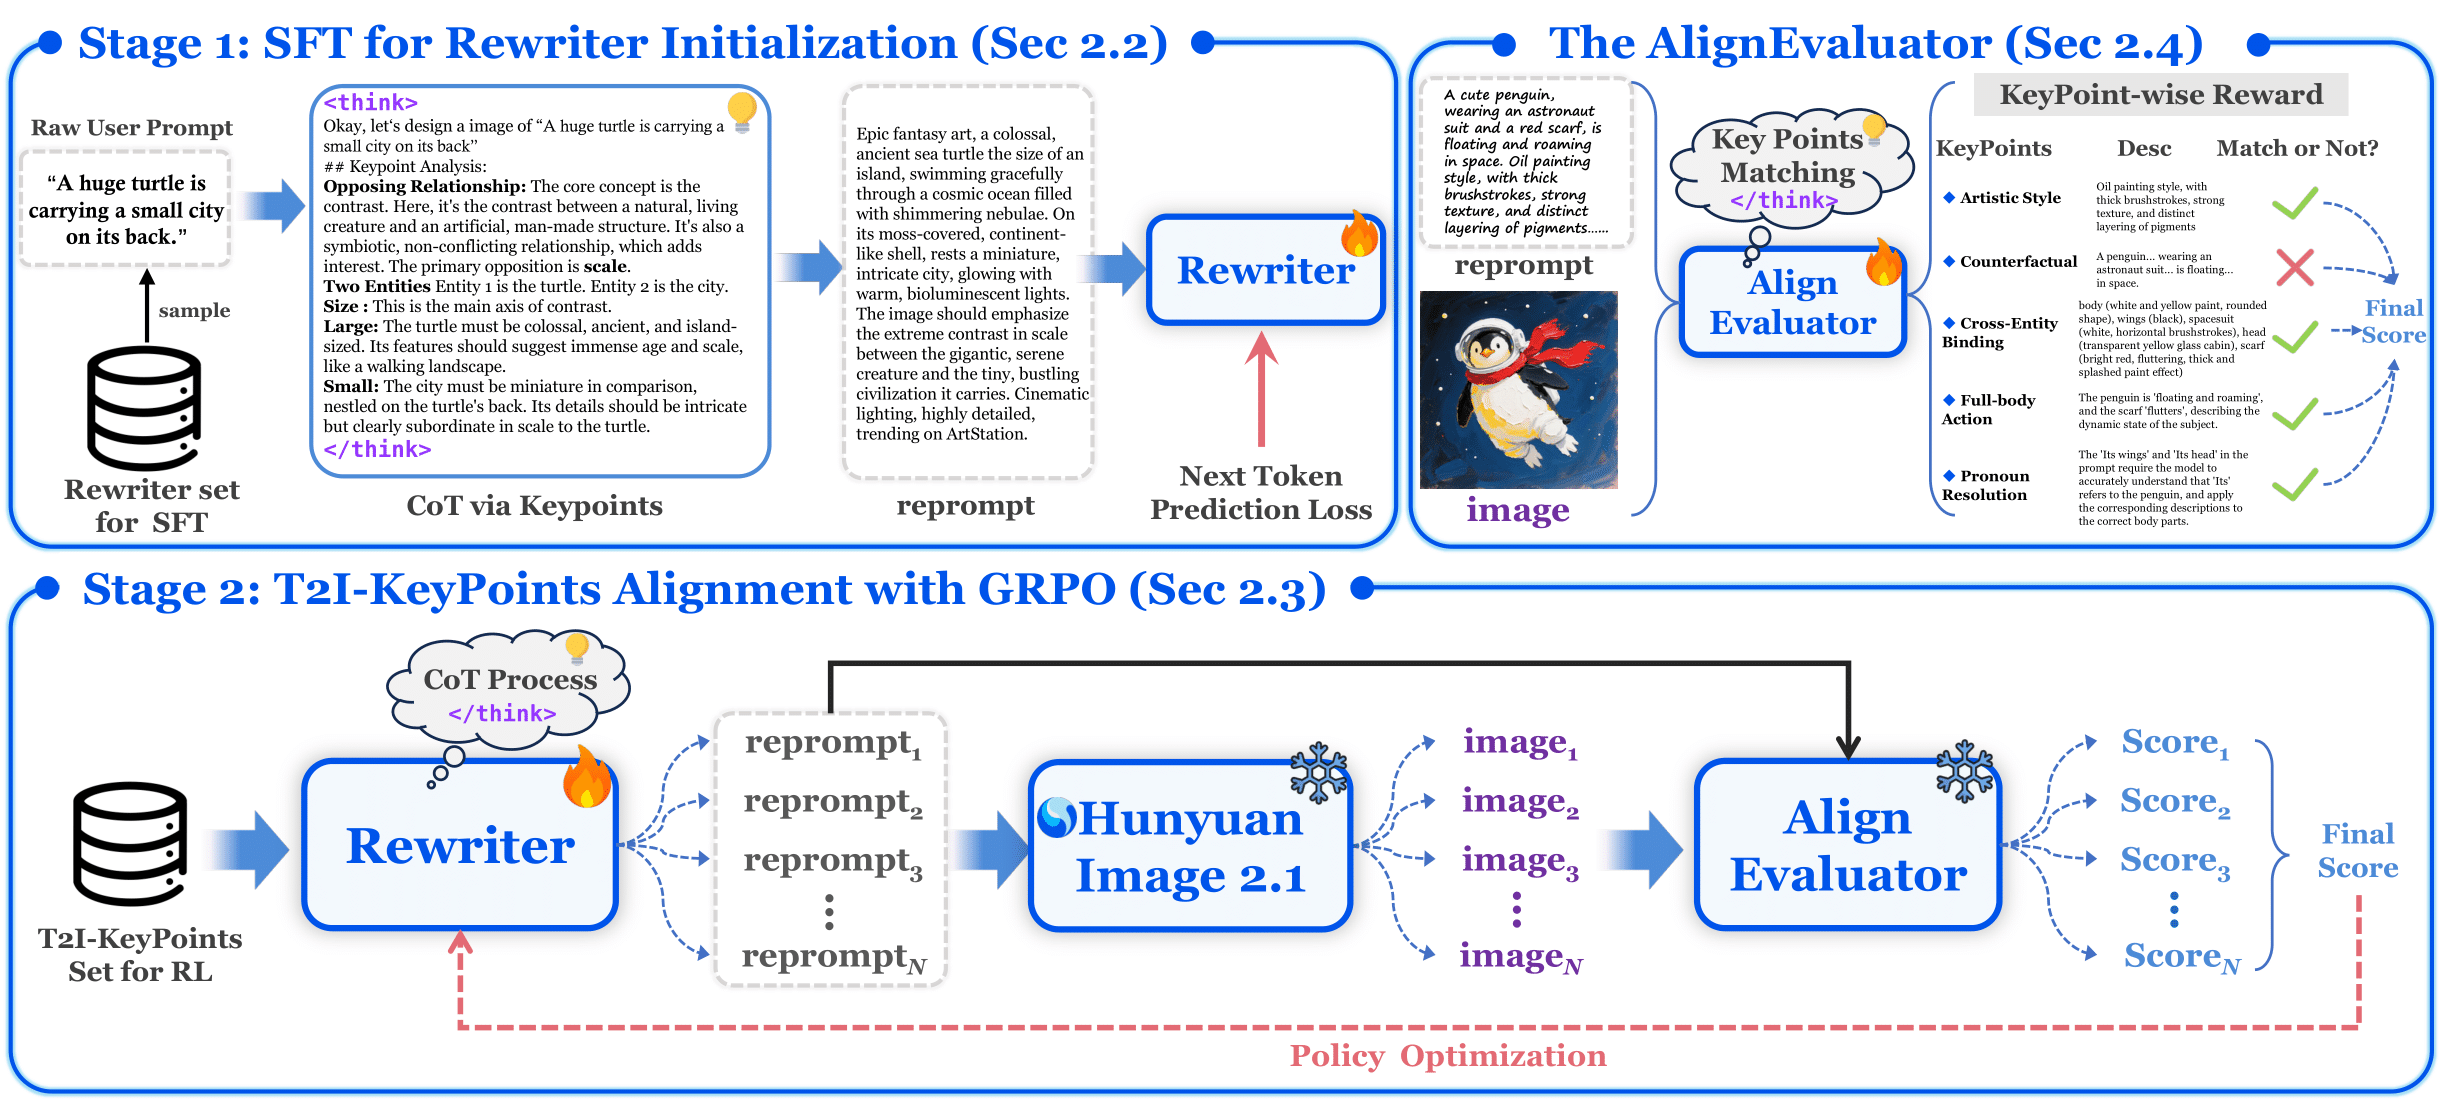 Stage 1: SFT for Rewriter Initialization (Sec 2.2)
Raw User Prompt
“A huge turtle is
carrying a small city
on its back.”
sample
Rewriter set
for SFT
<think>
Okay, let‘s design a image of “A huge turtle is carrying a
small city on its back”
## Keypoint Analysis:
Opposing Relationship: The core concept is the
contrast. Here, it's the contrast between a natural, living
creature and an artificial, man-made structure. It's also a
symbiotic, non-conflicting relationship, which adds
interest. The primary opposition is scale.
Two Entities Entity 1 is the turtle. Entity 2 is the city.
Size : This is the main axis of contrast.
Large: The turtle must be colossal, ancient, and island-
sized. Its features should suggest immense age and scale,
like a walking landscape.
Small: The city must be miniature in comparison,
nestled on the turtle's back. Its details should be intricate
but clearly subordinate in scale to the turtle.
</think>
CoT via Keypoints
Epic fantasy art, a colossal,
ancient sea turtle the size of an
island, swimming gracefully
through a cosmic ocean filled
with shimmering nebulae. On
its moss-covered, continent-
like shell, rests a miniature,
intricate city, glowing with
warm, bioluminescent lights.
The image should emphasize
the extreme contrast in scale
between the gigantic, serene
creature and the tiny, bustling
civilization it carries. Cinematic
lighting, highly detailed,
trending on ArtStation.
reprompt
Rewriter
Next Token
Prediction Loss
The AlignEvaluator (Sec 2.4)
A cute penguin,
wearing an astronaut
suit and a red scarf, is
floating and roaming
in space. Oil painting
style, with thick
brushstrokes, strong
texture, and distinct
layering of pigments......
reprompt
image
Key Points
Matching
</think>
Align
Evaluator
KeyPoint-wise Reward
KeyPoints Desc Match or Not?
Artistic Style
Oil painting style, with
thick brushstrokes, strong
texture, and distinct
layering of pigments
Counterfactual
A penguin... wearing an
astronaut suit... is floating...
in space.
Cross-Entity
Binding
body (white and yellow paint, rounded
shape), wings (black), spacesuit
(white, horizontal brushstrokes), head
(transparent yellow glass cabin), scarf
(bright red, fluttering, thick and
splashed paint effect)
Full-body
Action
The penguin is 'floating and roaming',
and the scarf 'flutters', describing the
dynamic state of the subject.
Pronoun
Resolution
The 'Its wings' and 'Its head' in the
prompt require the model to
accurately understand that 'Its'
refers to the penguin, and apply
the corresponding descriptions to
the correct body parts.
Final
Score
Stage 2: T2I-KeyPoints Alignment with GRPO (Sec 2.3)
T2I-KeyPoints
Set for RL
CoT Process
</think>
Rewriter
reprompt1
reprompt2
reprompt3
repromptN
Hunyuan
Image 2.1
image1
image2
image3
imageN
Align
Evaluator
Score1
Score2
Score3
ScoreN
Final
Score
Policy Optimization